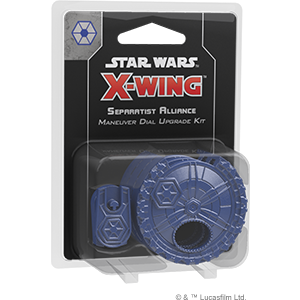 STAR WARS
X-WING
SEPARATIST ALLIANCE
MANEUVER DIAL UPGRADE KIT
© & ™ Lucasfilm Ltd.